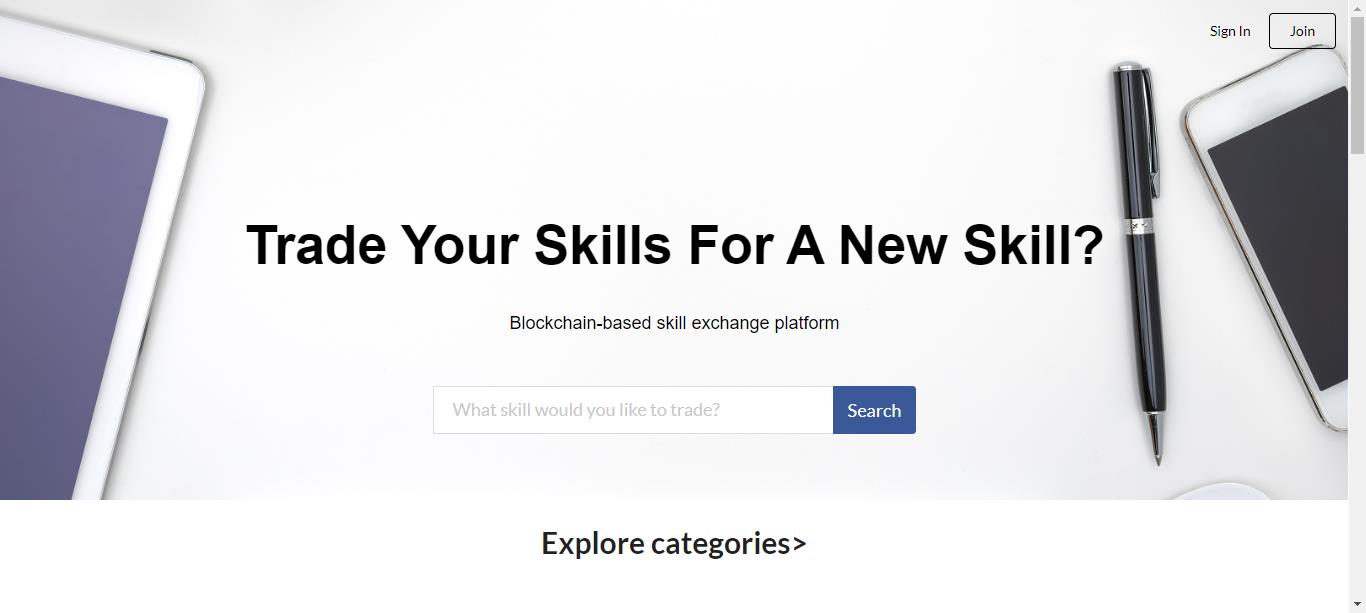 Sign In
Join
Trade Your Skills For A New Skill?
Blockchain-based skill exchange platform
What skill would you like to trade?
Search
Explore categories>